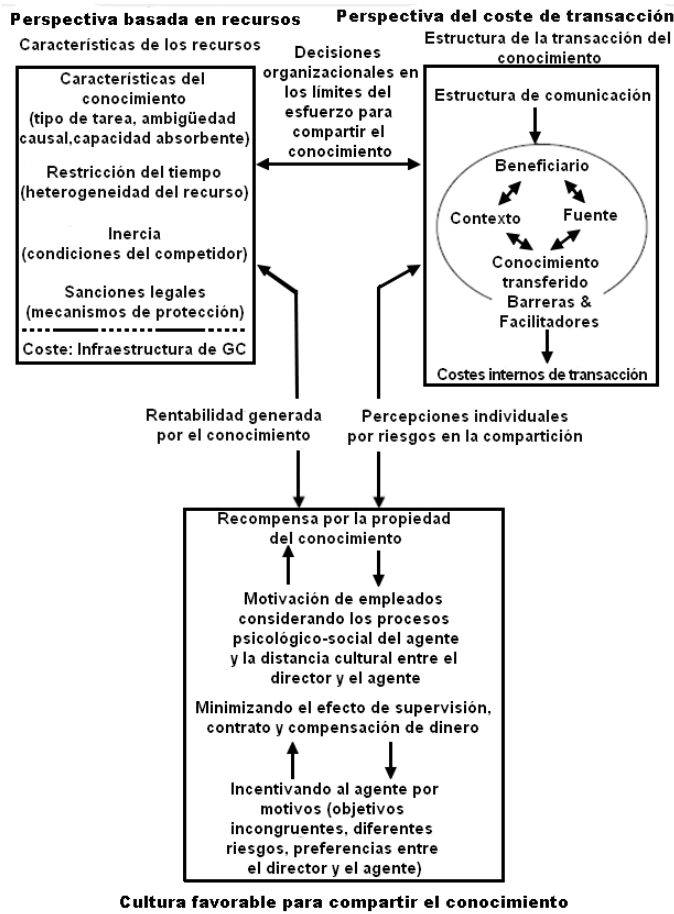 Perspectiva basada en recursos
Características de los recursos
Características del
conocimiento
(tipo de tarea, ambigüedad
causal,capacidad absorbente)
Restricción del tiempo
(heterogeneidad del recurso)
Inercia
(condiciones del competidor)
Sanciones legales
(mecanismos de protección)
Coste: Infraestructura de GC
Decisiones
organizacionales en
los límites del
esfuerzo para
compartir el
conocimiento
Perspectiva del coste de transacción
Estructura de la transacción del
conocimiento
Estructura de comunicación
Beneficiario
Contexto
Fuente
Conocimiento
transferido
Barreras &
Facilitadores
Costes internos de transacción
Rentabilidad generada
por el conocimiento
Percepciones individuales
por riesgos en la compartición
Recompensa por la propiedad
del conocimiento
Motivación de empleados
considerando los procesos
psicológico-social del agente
y la distancia cultural entre el
director y el agente
Minimizando el efecto de supervisión,
contrato y compensación de dinero
Incentivando al agente por
motivos (objetivos
incongruentes, diferentes
riesgos, preferencias entre
el director y el agente)
Cultura favorable para compartir el conocimiento